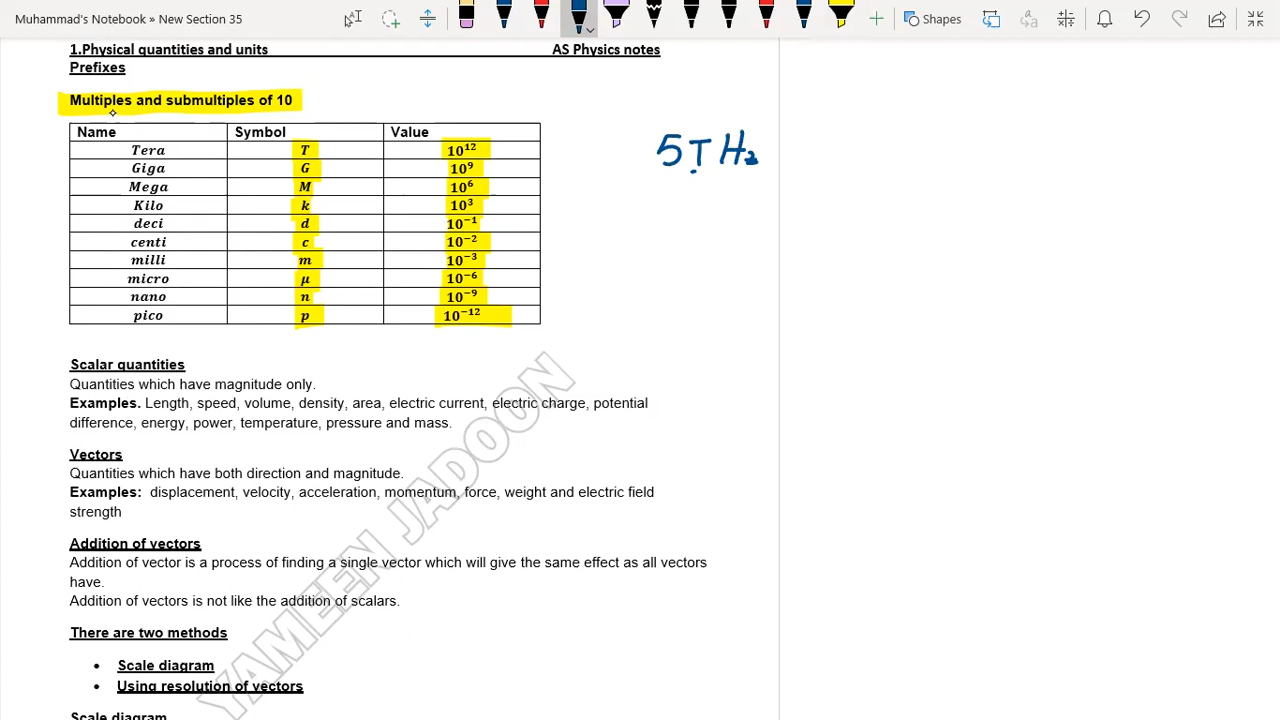 Muhammad's Notebook » New Section 35
Shapes
1.Physical quantities and units AS Physics notes
Prefixes
Multiples and submultiples of 10
Name Symbol Value
Tera T 10¹²
5THz
Giga G 10⁹
Mega M 10⁶
Kilo k 10³
deci d 10⁻¹
centi c 10⁻²
milli m 10⁻³
micro μ 10⁻⁶
nano n 10⁻⁹
pico p 10⁻¹²
Scalar quantities
Quantities which have magnitude only.
Examples. Length, speed, volume, density, area, electric current, electric charge, potential
difference, energy, power, temperature, pressure and mass.
Vectors
Quantities which have both direction and magnitude.
Examples: displacement, velocity, acceleration, momentum, force, weight and electric field
strength
Addition of vectors
Addition of vector is a process of finding a single vector which will give the same effect as all vectors
have.
Addition of vectors is not like the addition of scalars.
There are two methods
• Scale diagram
• Using resolution of vectors
Scale diagram
YAMEEN JADOON